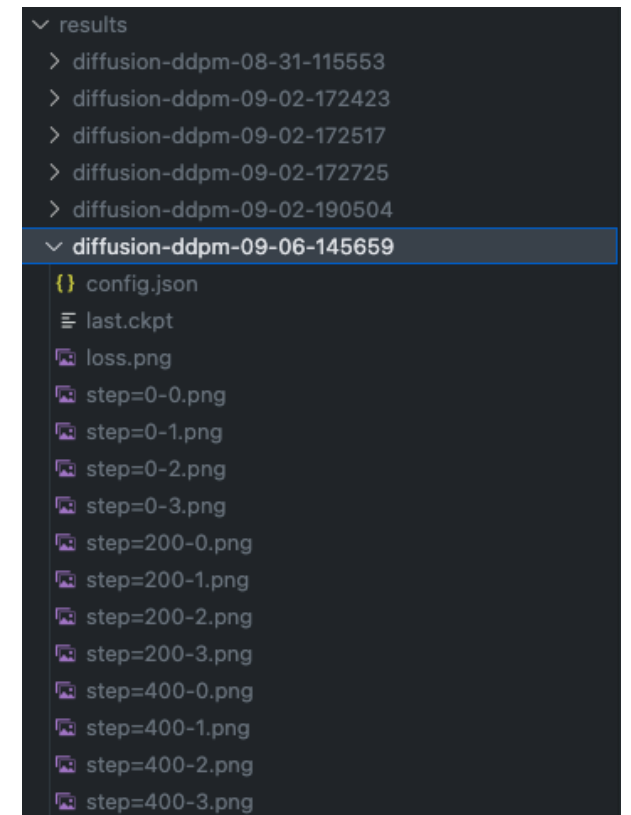 results
diffusion-ddpm-08-31-115553
diffusion-ddpm-09-02-172423
diffusion-ddpm-09-02-172517
diffusion-ddpm-09-02-172725
diffusion-ddpm-09-02-190504
diffusion-ddpm-09-06-145659
{} config.json
last.ckpt
loss.png
step=0-0.png
step=0-1.png
step=0-2.png
step=0-3.png
step=200-0.png
step=200-1.png
step=200-2.png
step=200-3.png
step=400-0.png
step=400-1.png
step=400-2.png
step=400-3.png